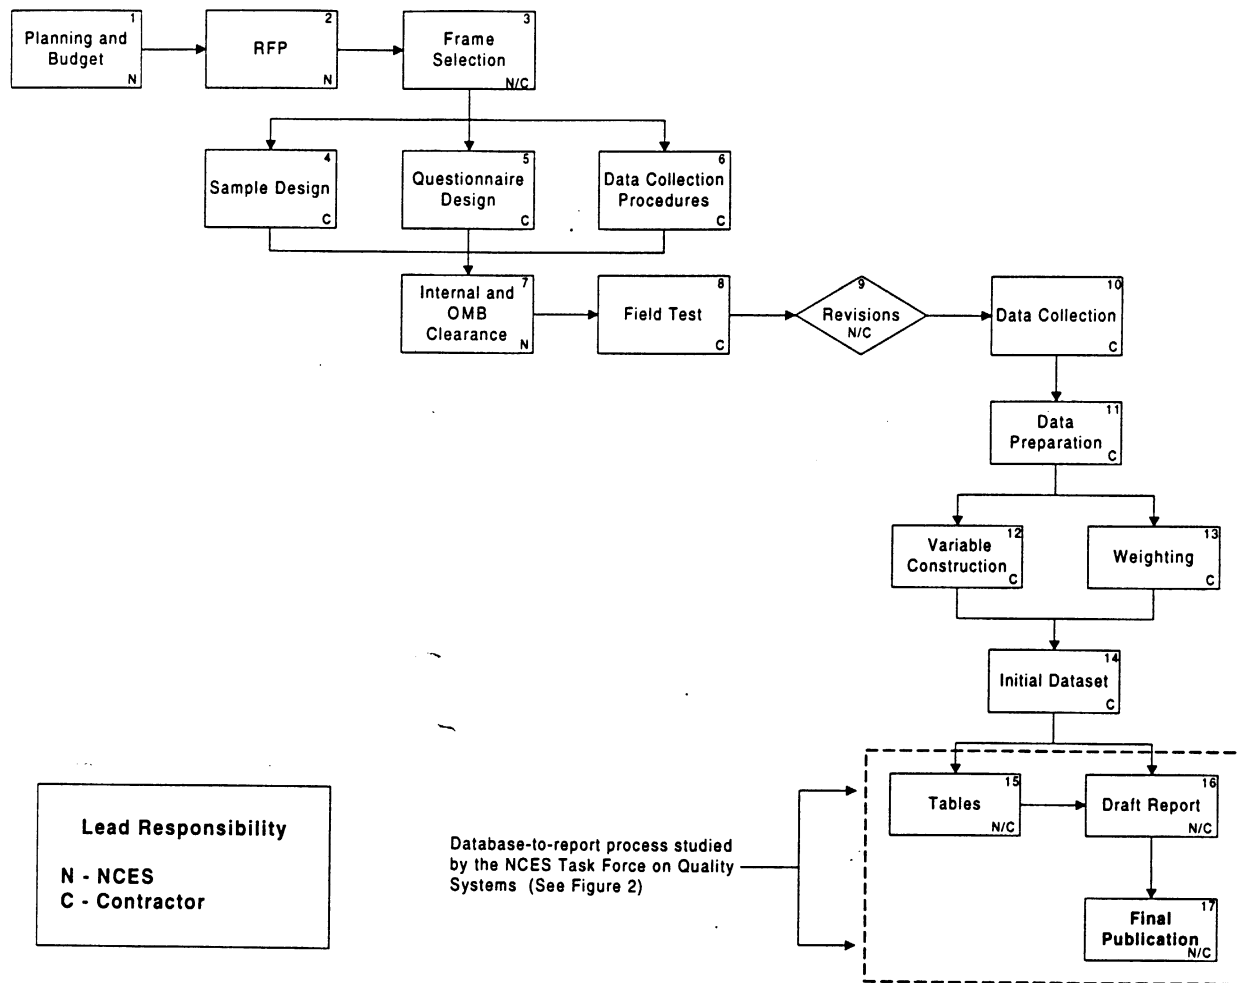 1
Planning and
Budget
N
2
RFP
N
3
Frame
Selection
N/C
4
Sample Design
C
5
Questionnaire
Design
C
6
Data Collection
Procedures
C
7
Internal and
OMB
Clearance
N
8
Field Test
C
9
Revisions
N/C
10
Data Collection
C
11
Data
Preparation
C
12
Variable
Construction
C
13
Weighting
C
14
Initial Dataset
C
15
Tables
N/C
16
Draft Report
N/C
17
Final
Publication
N/C
Database-to-report process studied
by the NCES Task Force on Quality
Systems (See Figure 2)
Lead Responsibility
N - NCES
C - Contractor